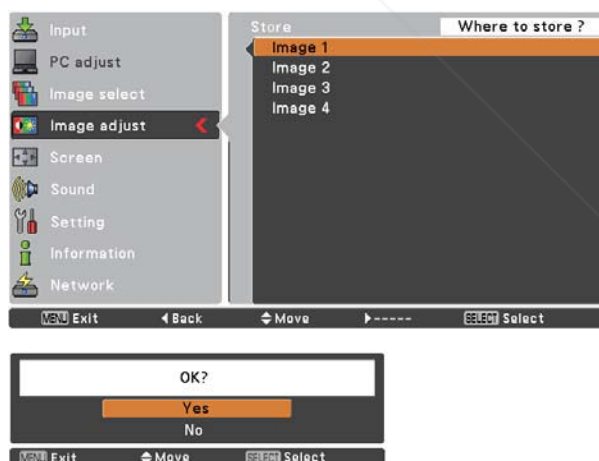 Input
PC adjust
Image select
Image adjust
Screen
Sound
Setting
Information
Network
Store
Where to store ?
Image 1
Image 2
Image 3
Image 4
MENU Exit
Back
Move
-----
SELECT Select
OK?
Yes
No
MENU Exit
Move
SELECT Select